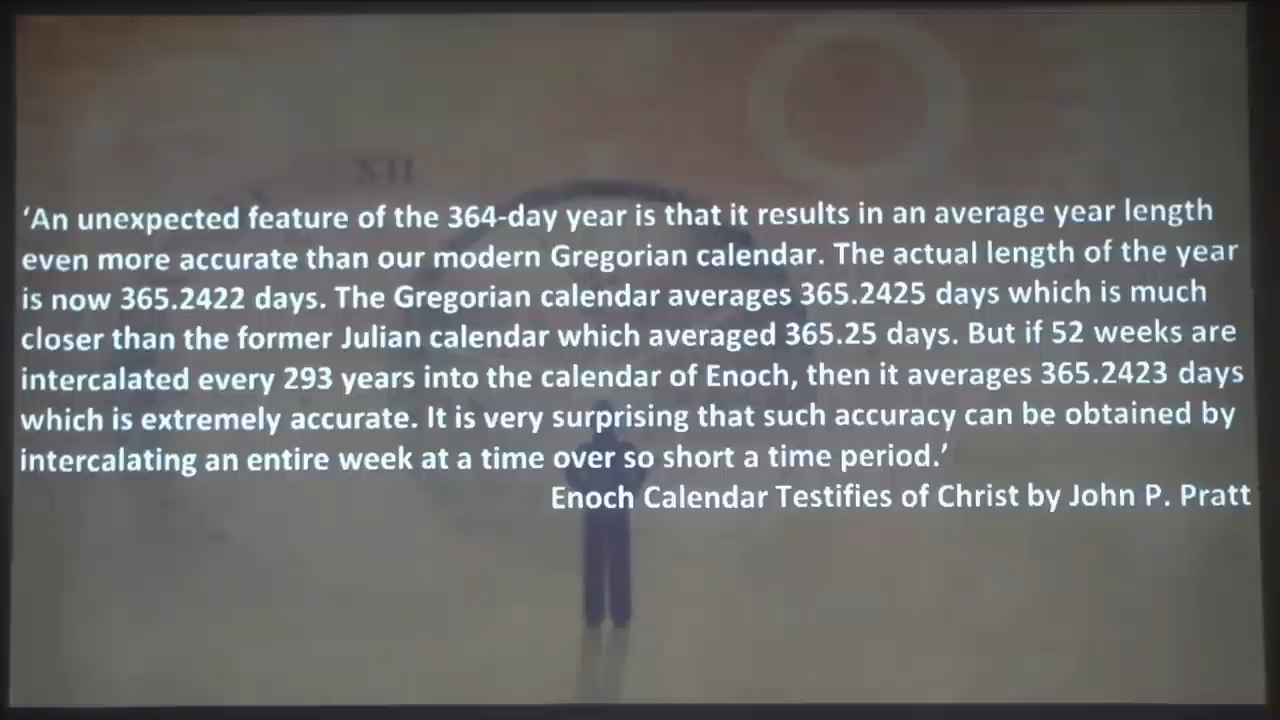 XII
‘An unexpected feature of the 364-day year is that it results in an average year length
even more accurate than our modern Gregorian calendar. The actual length of the year
is now 365.2422 days. The Gregorian calendar averages 365.2425 days which is much
closer than the former Julian calendar which averaged 365.25 days. But if 52 weeks are
intercalated every 293 years into the calendar of Enoch, then it averages 365.2423 days
which is extremely accurate. It is very surprising that such accuracy can be obtained by
intercalating an entire week at a time over so short a time period.’
Enoch Calendar Testifies of Christ by John P. Pratt